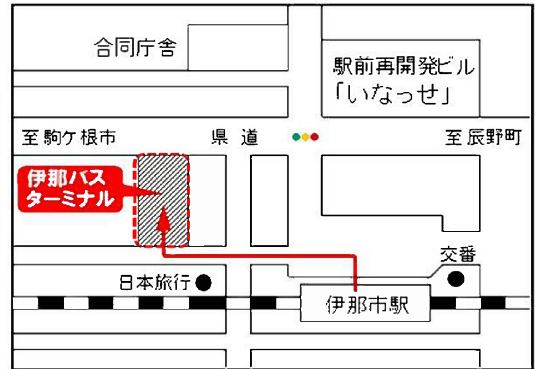 合同庁舎
駅前再開発ビル
「いなっせ」
至駒ケ根市
県道
至辰野町
伊那バス
ターミナル
交番
日本旅行
伊那市駅